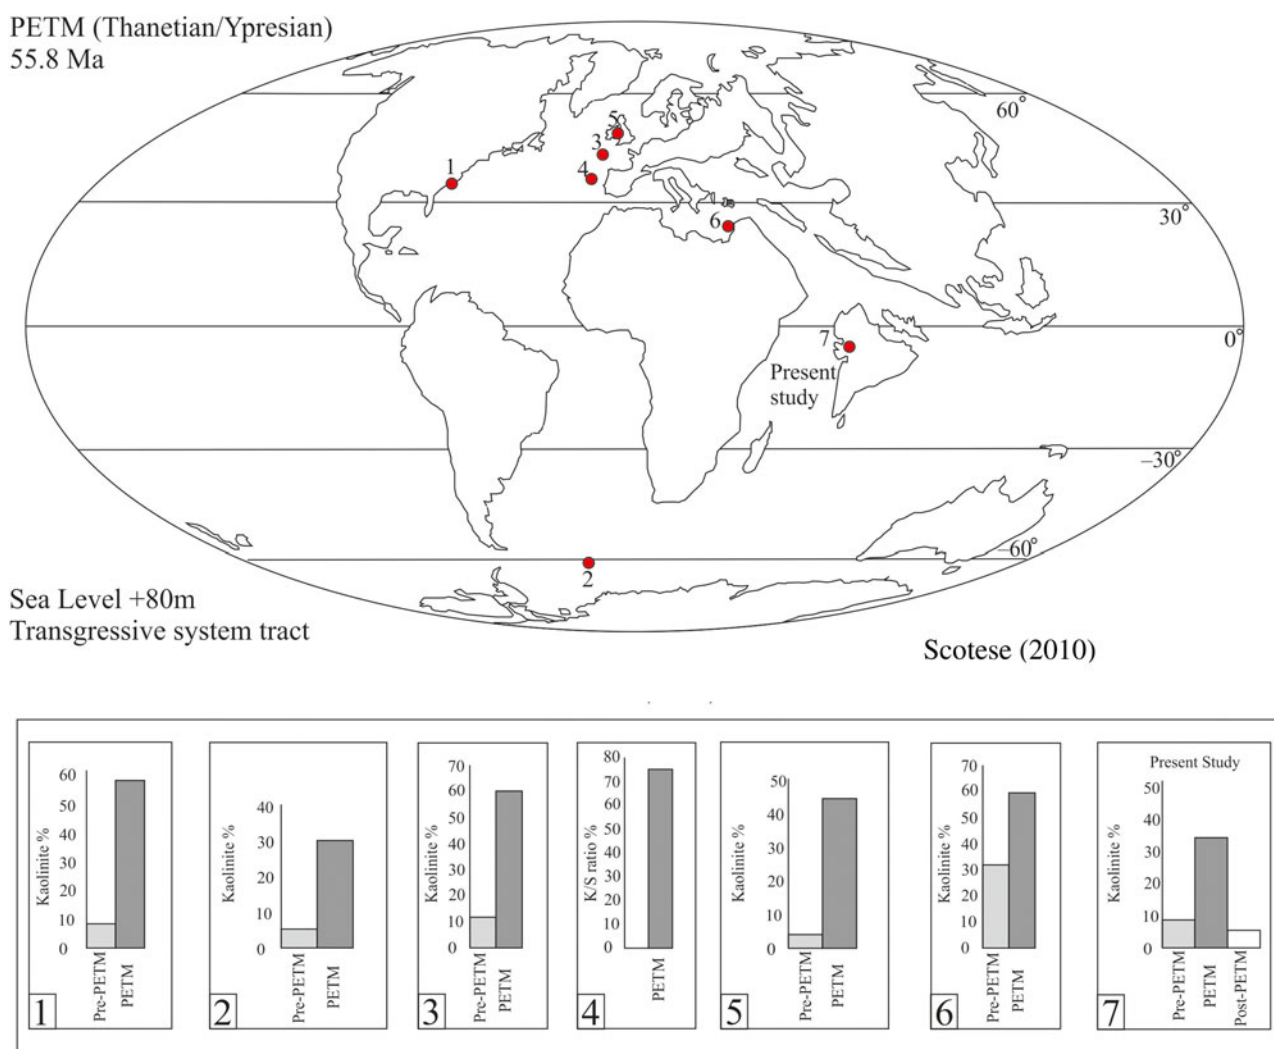 PETM (Thanetian/Ypresian)
55.8 Ma
60°
5
3
1
4
30°
6
0°
7
Present
study
–30°
–60°
2
Sea Level +80m
Transgressive system tract
Scotese (2010)
60
50
40
30
20
10
0
Kaolinite %
Pre-PETM
PETM
1
40
30
20
10
0
Kaolinite %
Pre-PETM
PETM
2
70
60
50
40
30
20
10
0
Kaolinite %
Pre-PETM
PETM
3
80
70
60
50
40
30
20
10
0
K/S ratio %
PETM
4
50
40
30
20
10
0
Kaolinite %
Pre-PETM
PETM
5
70
60
50
40
30
20
10
0
Kaolinite %
Pre-PETM
PETM
6
Present Study
50
40
30
20
10
0
Kaolinite %
Pre-PETM
PETM
Post-PETM
7